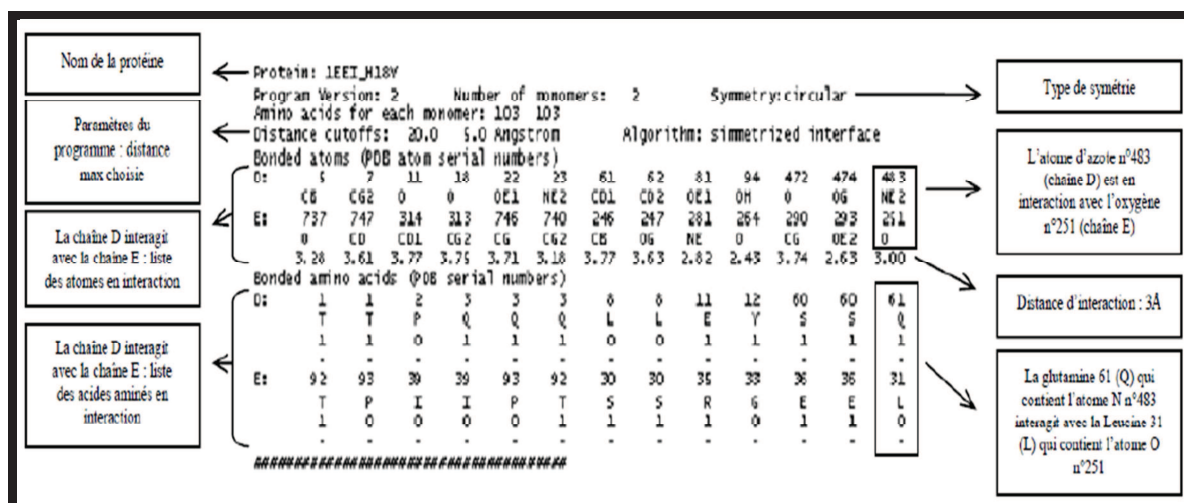 Nom de la protéine
Paramètres du
programme : distance
max choisie
La chaîne D interagit
avec la chaîne E : liste
des atomes en interaction
La chaîne D interagit
avec la chaîne E : liste
des acides aminés en
interaction
Protein: 1EEI_H18V
Program Version: 2 Number of monomers: 2 Symmetry:circular
Amino acids for each monomer: 103 103
Distance cutoffs: 20.0 5.0 Angstrom Algorithm: simmetrized interface
Bonded atoms (PDB atom serial numbers)
D: 5 7 11 18 22 23 61 62 81 94 472 474 483
CB CG2 O O OE1 NE2 CD1 CD2 OE1 OH O OG NE2
E: 737 747 314 313 746 740 246 247 281 264 290 293 251
O CD CD1 CG2 CG CG2 CB OG NE O CG OE2 O
3.28 3.61 3.77 3.75 3.71 3.18 3.77 3.63 2.82 2.43 3.74 2.63 3.00
Bonded amino acids (PDB serial numbers)
D: 1 1 2 3 3 3 8 8 11 12 60 60 61
T T P Q Q Q L L E Y S S Q
1 1 0 1 1 1 0 0 1 1 1 1 1
- - - - - - - - - - - - -
E: 92 93 39 39 93 92 30 30 35 33 36 36 31
T P I I P T S S R G E E L
1 0 0 0 0 1 1 1 1 0 1 1 0
- - - - - - - - - - - - -
Type de symétrie
L'atome d'azote n°483
(chaîne D) est en
interaction avec l'oxygène
n°251 (chaîne E)
Distance d'interaction : 3Å
La glutamine 61 (Q) qui
contient l'atome N n°483
interagit avec la Leucine 31
(L) qui contient l'atome O
n°251